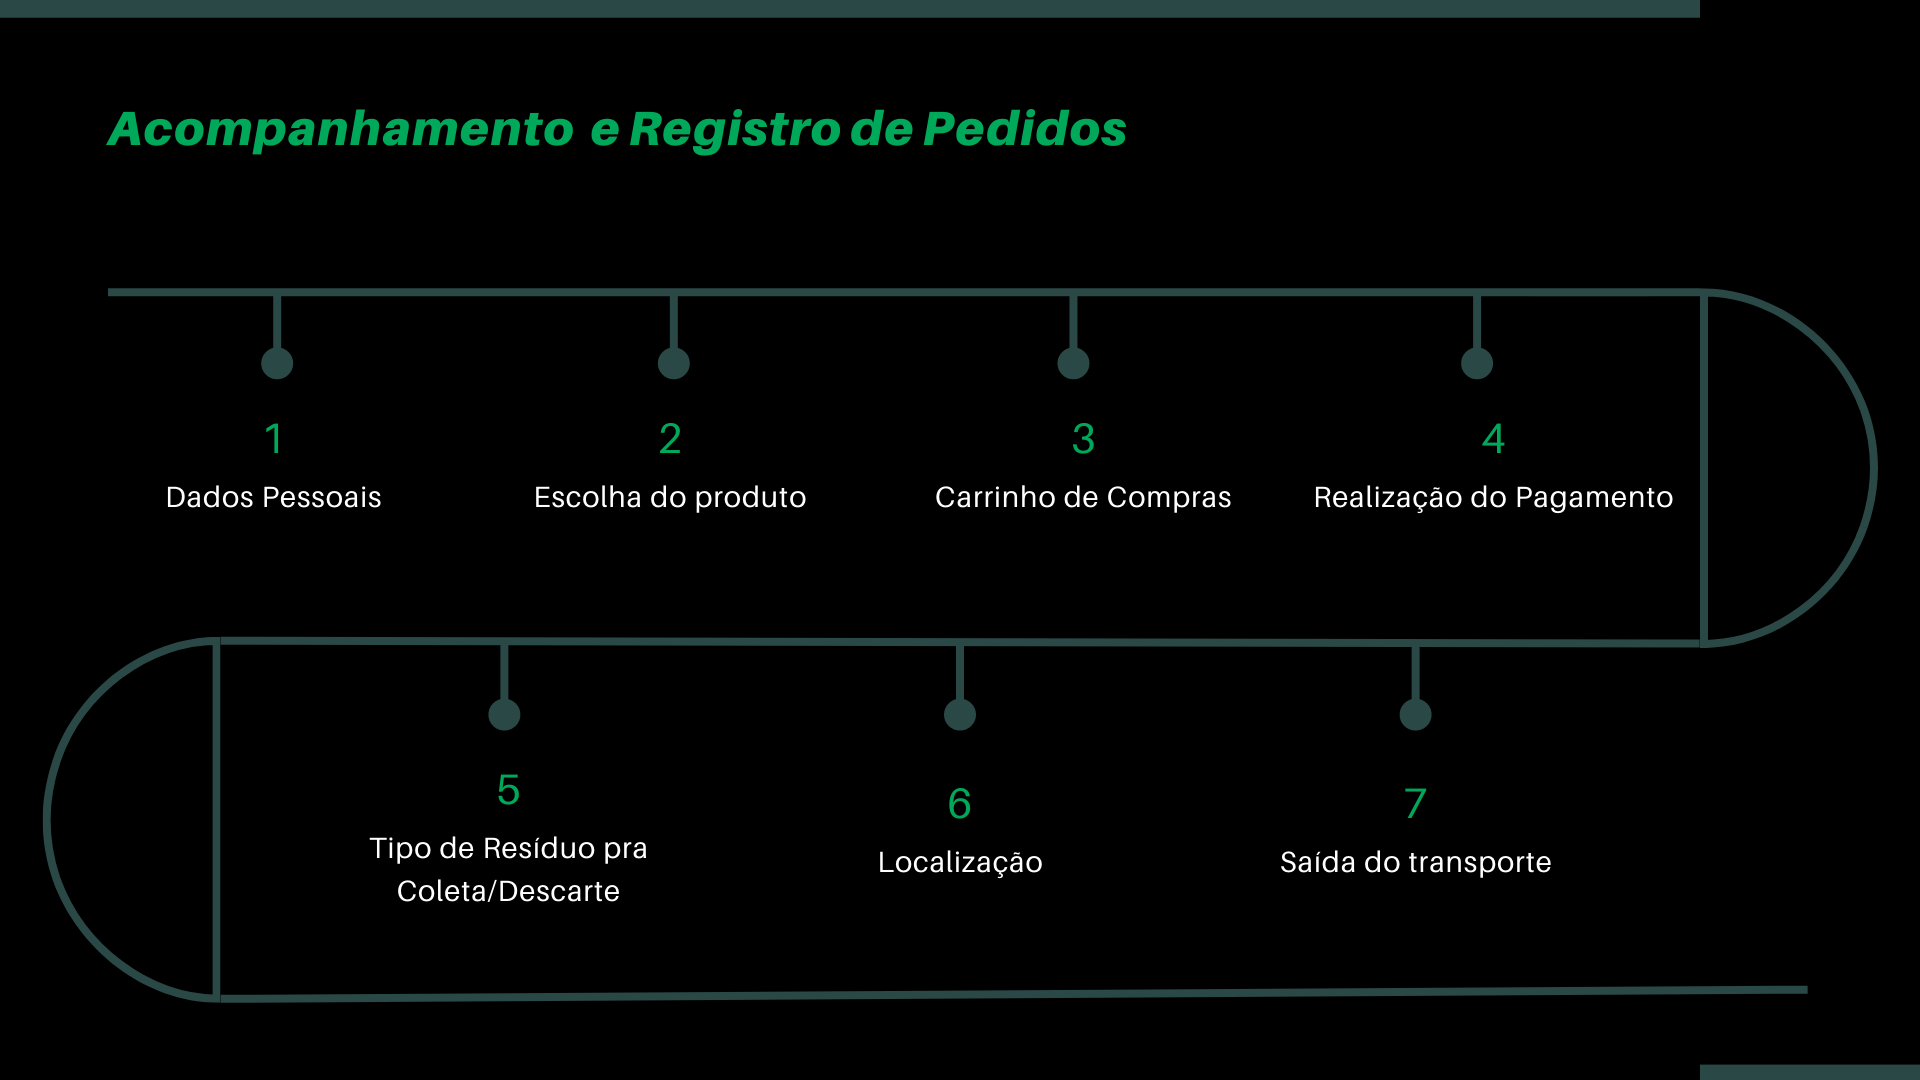 Acompanhamento e Registro de Pedidos
1
Dados Pessoais
2
Escolha do produto
3
Carrinho de Compras
4
Realização do Pagamento
5
Tipo de Resíduo pra
Coleta/Descarte
6
Localização
7
Saída do transporte